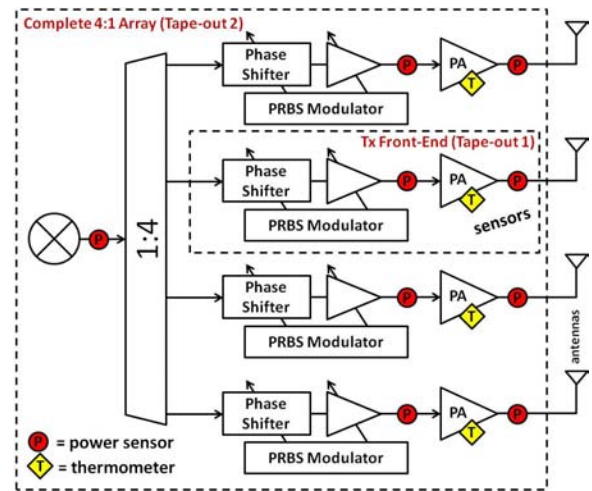 Complete 4:1 Array (Tape-out 2)
Phase
Shifter
P
PA
T
P
PRBS Modulator
Tx Front-End (Tape-out 1)
Phase
Shifter
P
PA
T
P
PRBS Modulator
sensors
P
1:4
Phase
Shifter
P
PA
T
P
PRBS Modulator
antennas
Phase
Shifter
P
PA
T
P
PRBS Modulator
P = power sensor
T = thermometer